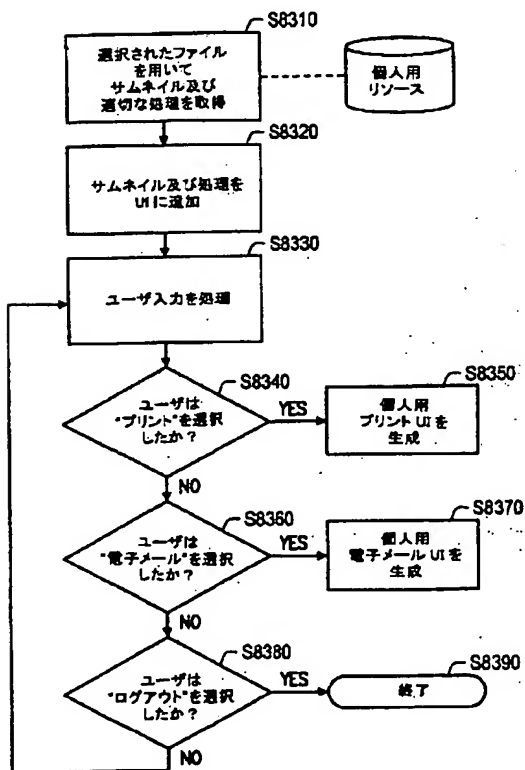 S8310
選択されたファイル
を用いて
サムネイル及び
適切な処理を取得
個人用
リソース
S8320
サムネイル及び処理を
UIに追加
S8330
ユーザ入力を処理
S8340
ユーザは
"プリント"を選択
したか?
YES
S8350
個人用
プリント UIを
生成
NO
S8360
ユーザは
"電子メール"を選択
したか?
YES
S8370
個人用
電子メール UIを
生成
NO
S8380
ユーザは
"ログアウト"を選択
したか?
YES
S8390
終了
NO